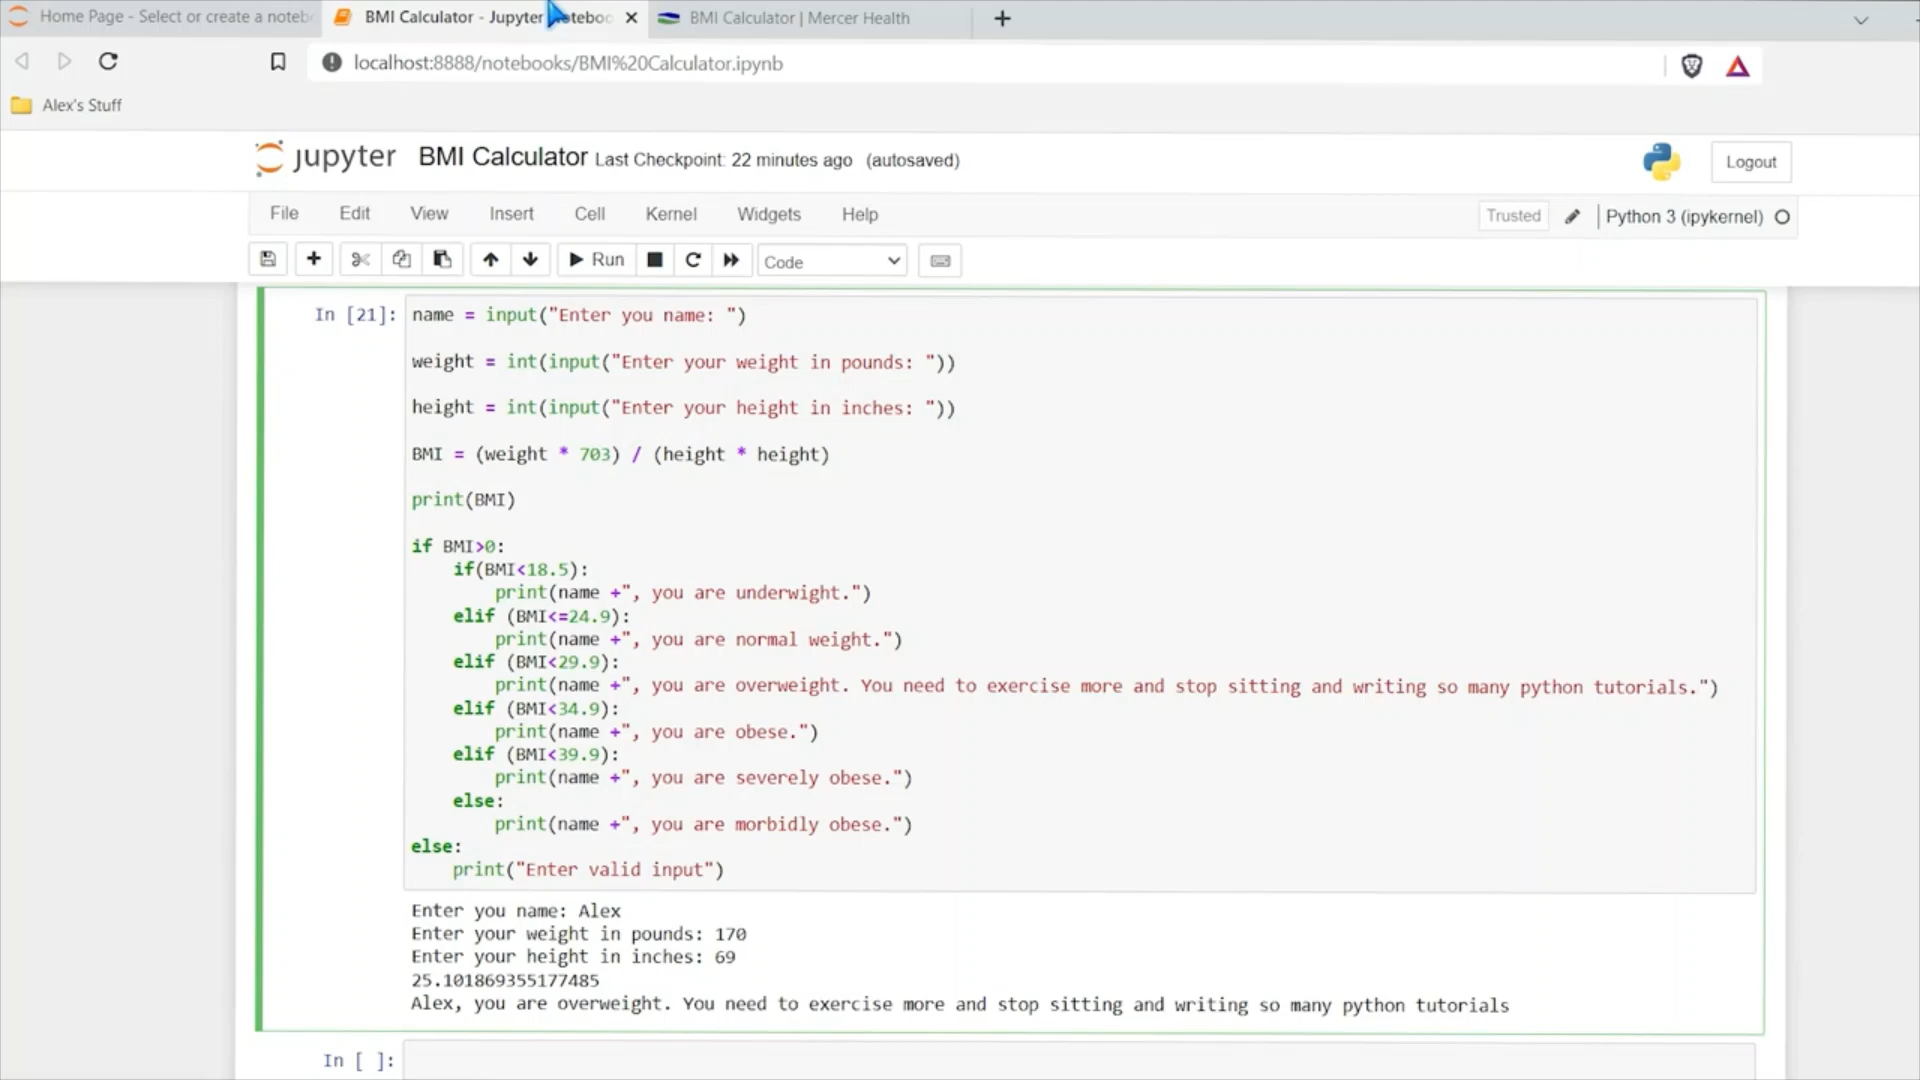 Home Page - Select or create a noteb
BMI Calculator - Jupyter Noteboo
BMI Calculator | Mercer Health
localhost:8888/notebooks/BMI%20Calculator.ipynb
Alex's Stuff
jupyter BMI Calculator Last Checkpoint: 22 minutes ago (autosaved)
Logout
File Edit View Insert Cell Kernel Widgets Help
Trusted Python 3 (ipykernel)
Run Code
In [21]: name = input("Enter you name: ")
weight = int(input("Enter your weight in pounds: "))
height = int(input("Enter your height in inches: "))
BMI = (weight * 703) / (height * height)
print(BMI)
if BMI>0:
    if(BMI<18.5):
        print(name +", you are underwight.")
    elif (BMI<=24.9):
        print(name +", you are normal weight.")
    elif (BMI<29.9):
        print(name +", you are overweight. You need to exercise more and stop sitting and writing so many python tutorials.")
    elif (BMI<34.9):
        print(name +", you are obese.")
    elif (BMI<39.9):
        print(name +", you are severely obese.")
    else:
        print(name +", you are morbidly obese.")
else:
    print("Enter valid input")
Enter you name: Alex
Enter your weight in pounds: 170
Enter your height in inches: 69
25.101869355177485
Alex, you are overweight. You need to exercise more and stop sitting and writing so many python tutorials
In [ ]: